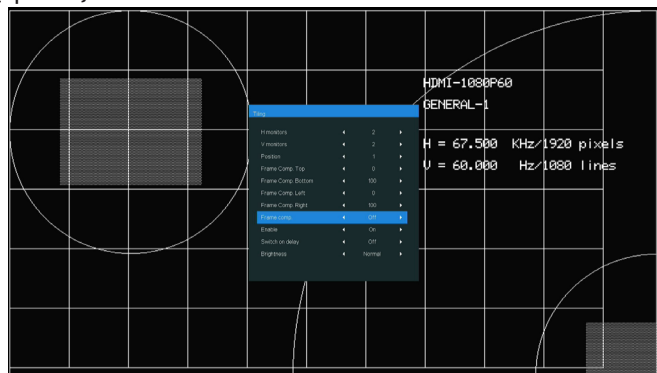 HDMI-1080P60
GENERAL-1
H = 67.500 KHz/1920 pixels
V = 60.000 Hz/1080 lines
Tiling
H monitors 2
V monitors 2
Position 1
Frame Comp. Top 0
Frame Comp. Bottom 100
Frame Comp. Left 0
Frame Comp. Right 100
Frame comp. Off
Enable On
Switch on delay Off
Brightness Normal